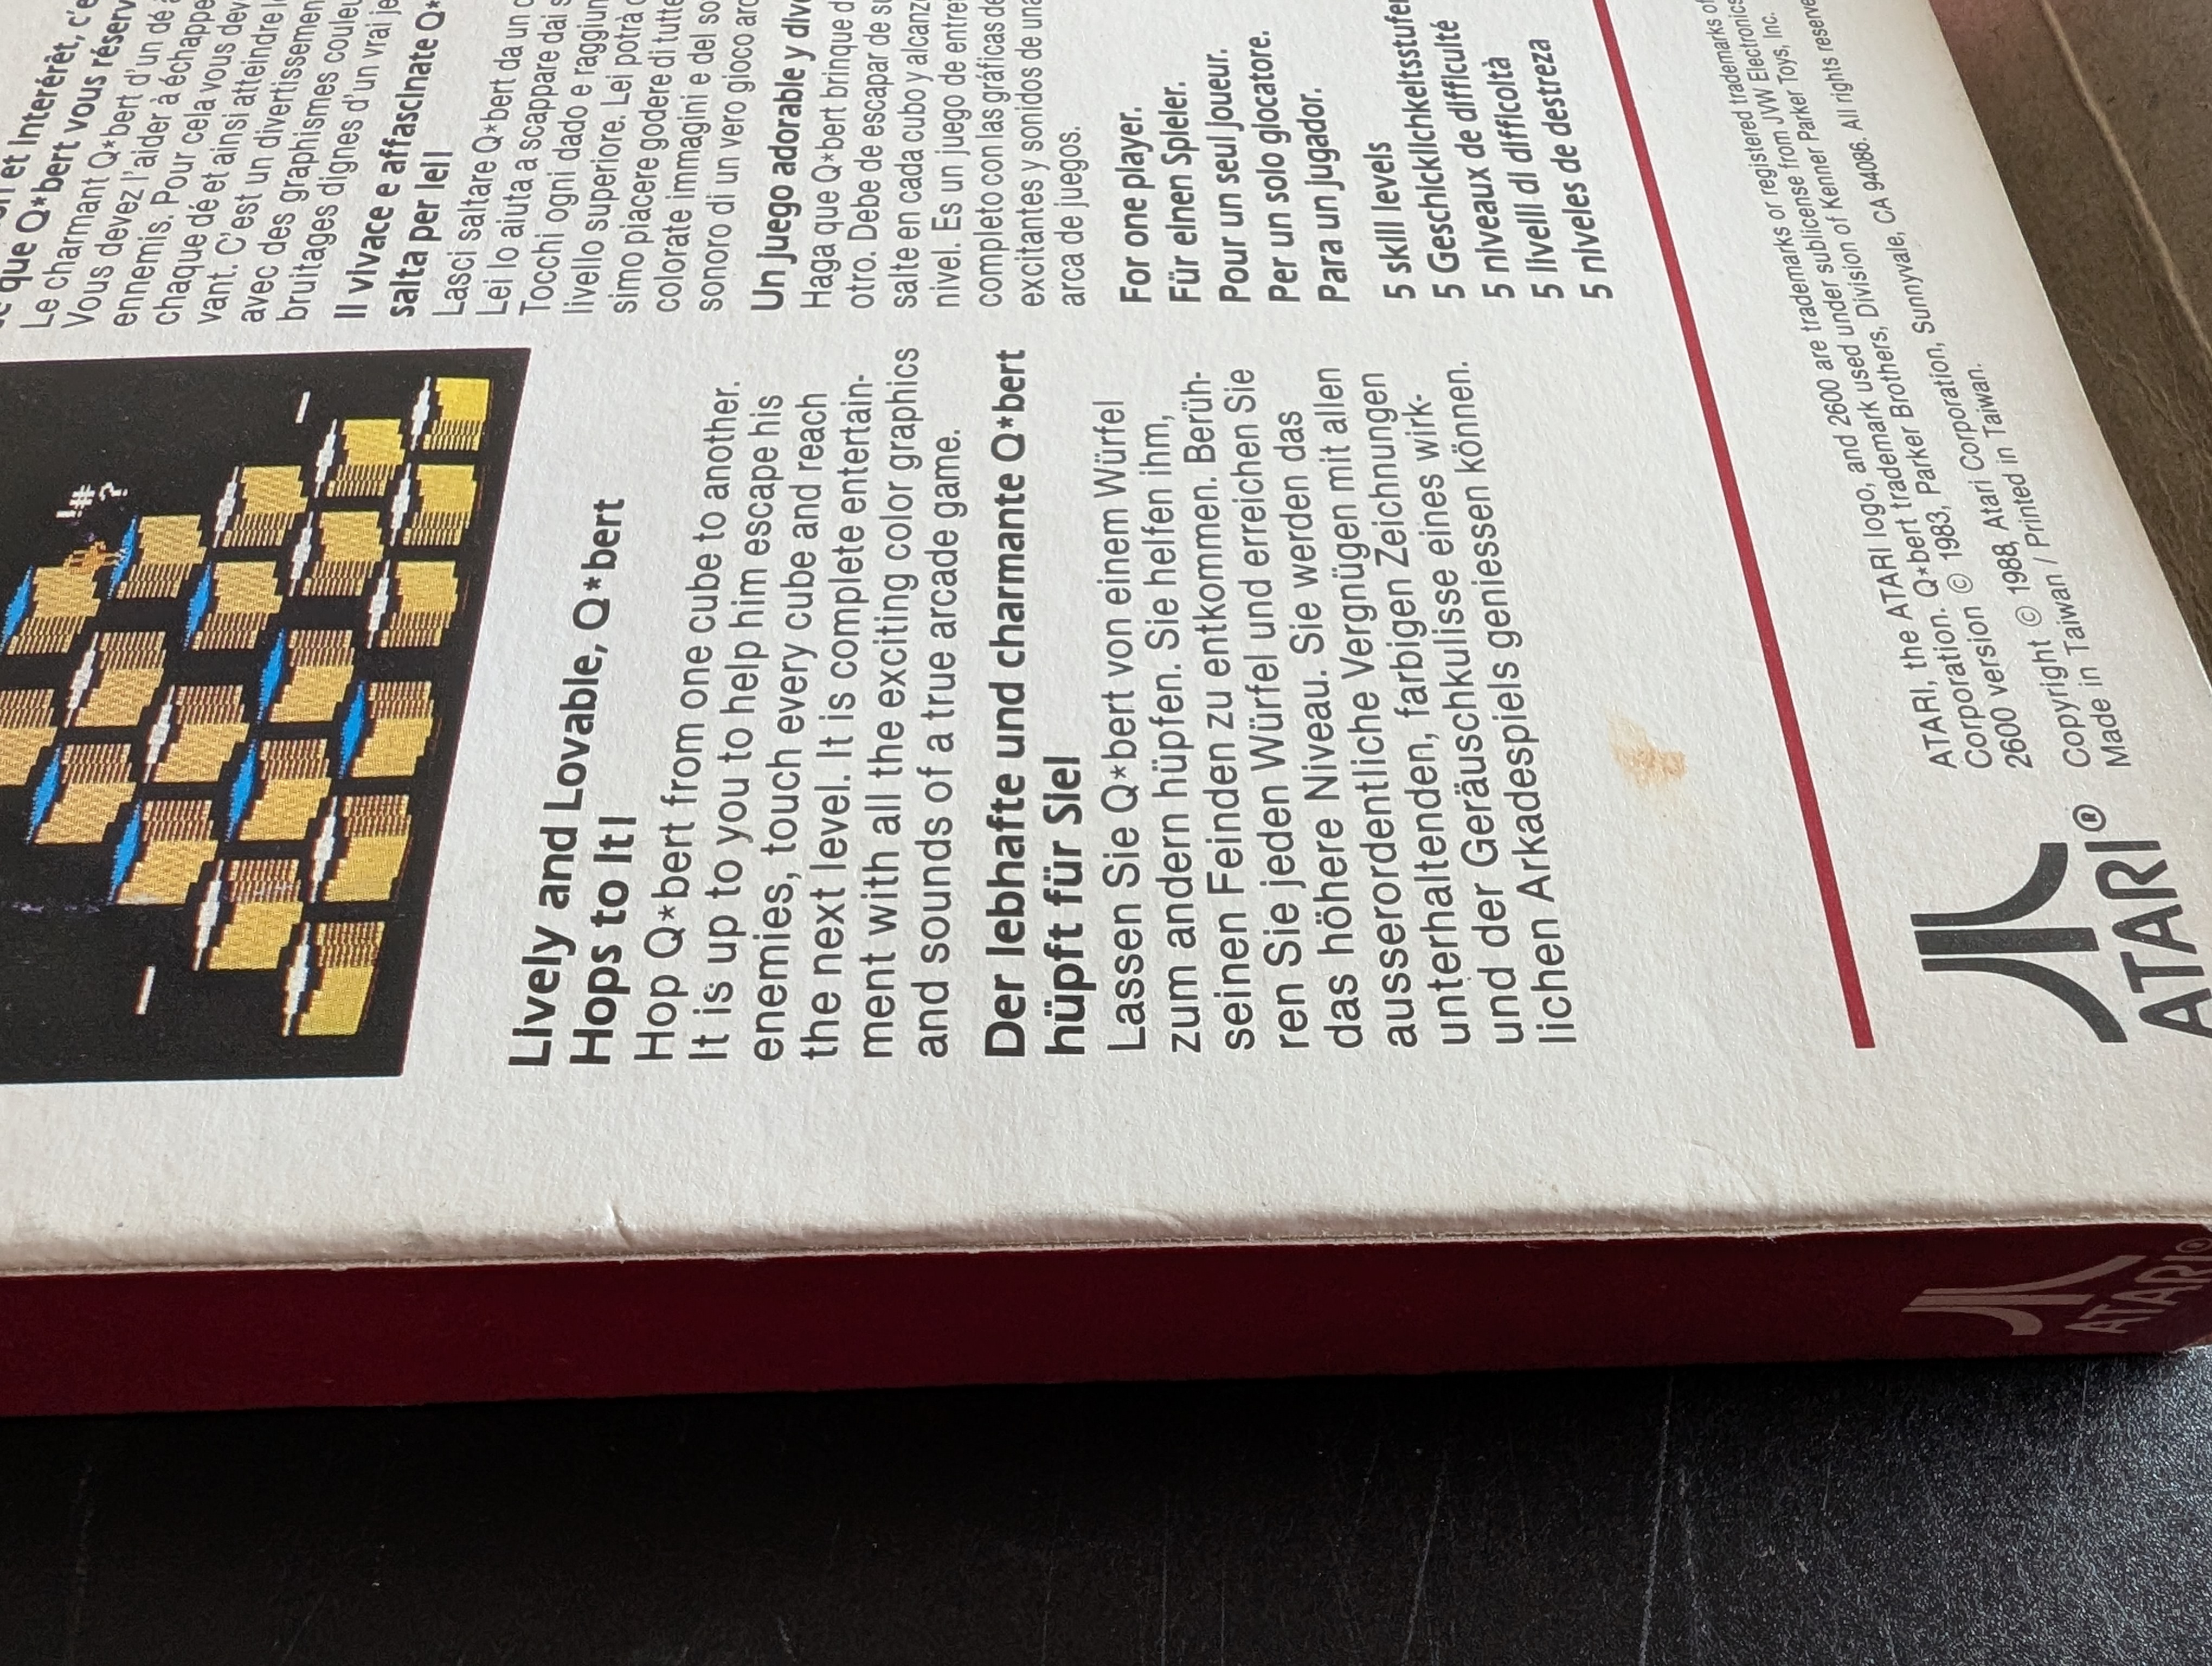 !#
?
Lively and Lovable, Q*bert
Hops to It!
Hop Q*bert from one cube to another.
It is up to you to help him escape his
enemies, touch every cube and reach
the next level. It is complete entertain-
ment with all the exciting color graphics
and sounds of a true arcade game.
Der lebhafte und charmante Q*bert
hüpft für Sie!
Lassen Sie Q*bert von einem Würfel
zum andern hüpfen. Sie helfen ihm,
seinen Feinden zu entkommen. Berüh-
ren Sie jeden Würfel und erreichen Sie
das höhere Niveau. Sie werden das
das ausserordentliche Vergnügen mit allen
unterhaltenden, farbigen Zeichnungen
und der Geräuschkulisse eines wirk-
lichen Arkadespiels geniessen können.
et Interérêt, c'e
que Q*bert vous réserv
Le charmant Q*bert d'un dé à
Vous devez l'aider à échappe
ennemis. Pour cela vous dev
chaque dé et ainsi atteindre l
vant. C'est un divertissemen
avec des graphismes couleu
bruitages dignes d'un vrai je
Il vivace e affascinate Q*
salta per lei!
Lasci saltare Q*bert da un d
Lei lo aiuta a scappare dai s
Tocchi ogni dado e raggiun
livello superiore. Lei potrà
simo piacere godere di tutte
colorate immagini e del so
sonoro di un vero gioco arc
Un juego adorable y dive
Haga que Q*bert brinque d
otro. Debe de escapar de su
salte en cada cubo y alcanze
nivel. Es un juego de entre
completo con las gráficas de
excitantes y sonidos de una
arca de juegos.
For one player.
Für einen Spieler.
Pour un seul joueur.
Per un solo giocatore.
Para un jugador.
5 skill levels
5 Geschicklichkeitsstufen
5 niveaux de difficulté
5 livelli di difficoltà
5 niveles de destreza
ATARI, the ATARI logo, and 2600 are trademarks or registered trademarks of
Corporation. Q*bert trademark used under sublicense from JVW Electronics
© 1983, Parker Brothers, Division of Kenner Parker Toys, Inc.
2600 version © 1988, Atari Corporation, Sunnyvale, CA 94086. All rights reserve
Copyright © 1988, Atari Corporation.
Made in Taiwan / Printed in Taiwan.
ATARI®
ATARI®